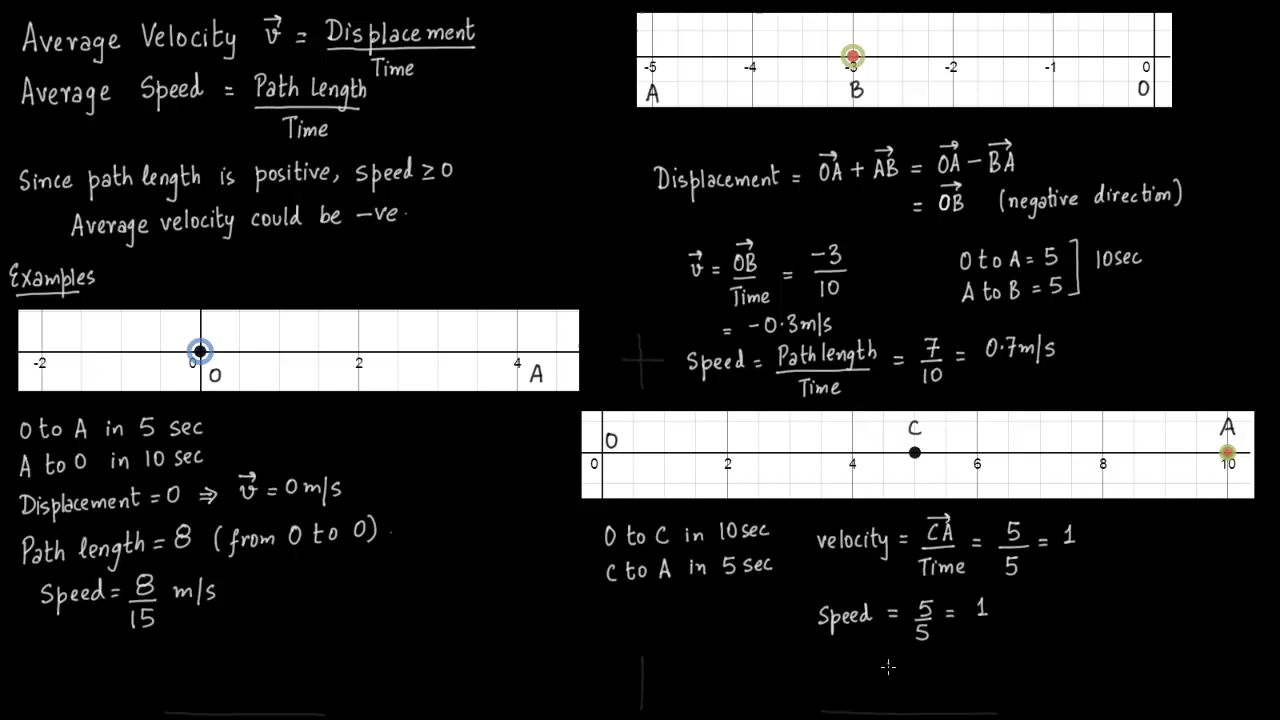 Average Velocity v⃗ = Displacement / Time
Average Speed = Path length / Time
Since path length is positive, speed ≥ 0
Average velocity could be -ve.
Examples
-2 0 2 4
O A
O to A in 5 sec
A to O in 10 sec
Displacement = 0 ⇒ v⃗ = 0 m/s
Path length = 8 (from O to O)
Speed = 8/15 m/s
-5 -4 -3 -2 -1 0
A B O
Displacement = OA⃗ + AB⃗ = OA⃗ - BA⃗
= OB⃗ (negative direction)
v⃗ = OB⃗ / Time = -3/10
= -0.3 m/s
O to A = 5
A to B = 5
10 sec
Speed = Path length / Time = 7/10 = 0.7 m/s
O C A
0 2 4 6 8 10
O to C in 10 sec
C to A in 5 sec
velocity = CA⃗ / Time = 5/5 = 1
Speed = 5/5 = 1